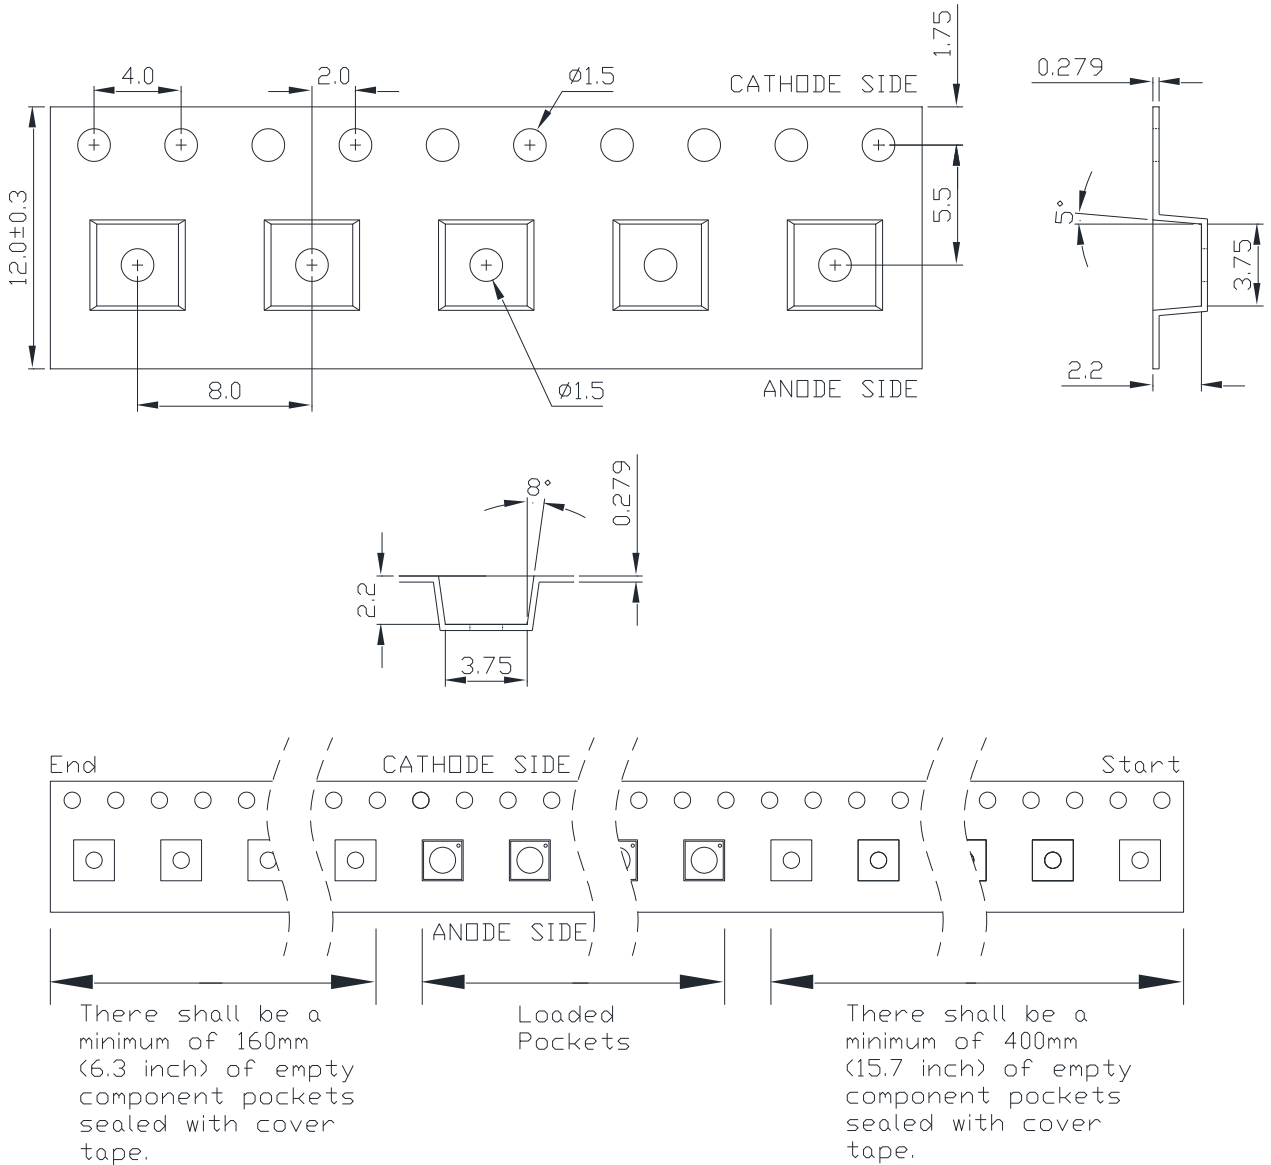 1.75
4.0
2.0
ø1.5
CATHODE SIDE
0.279
12.0±0.3
5.5
5°
3.75
2.2
8.0
ø1.5
ANODE SIDE
8°
0.279
2.2
3.75
End
CATHODE SIDE
Start
ANODE SIDE
There shall be a
minimum of 160mm
(6.3 inch) of empty
component pockets
sealed with cover
tape.
Loaded
Pockets
There shall be a
minimum of 400mm
(15.7 inch) of empty
component pockets
sealed with cover
tape.